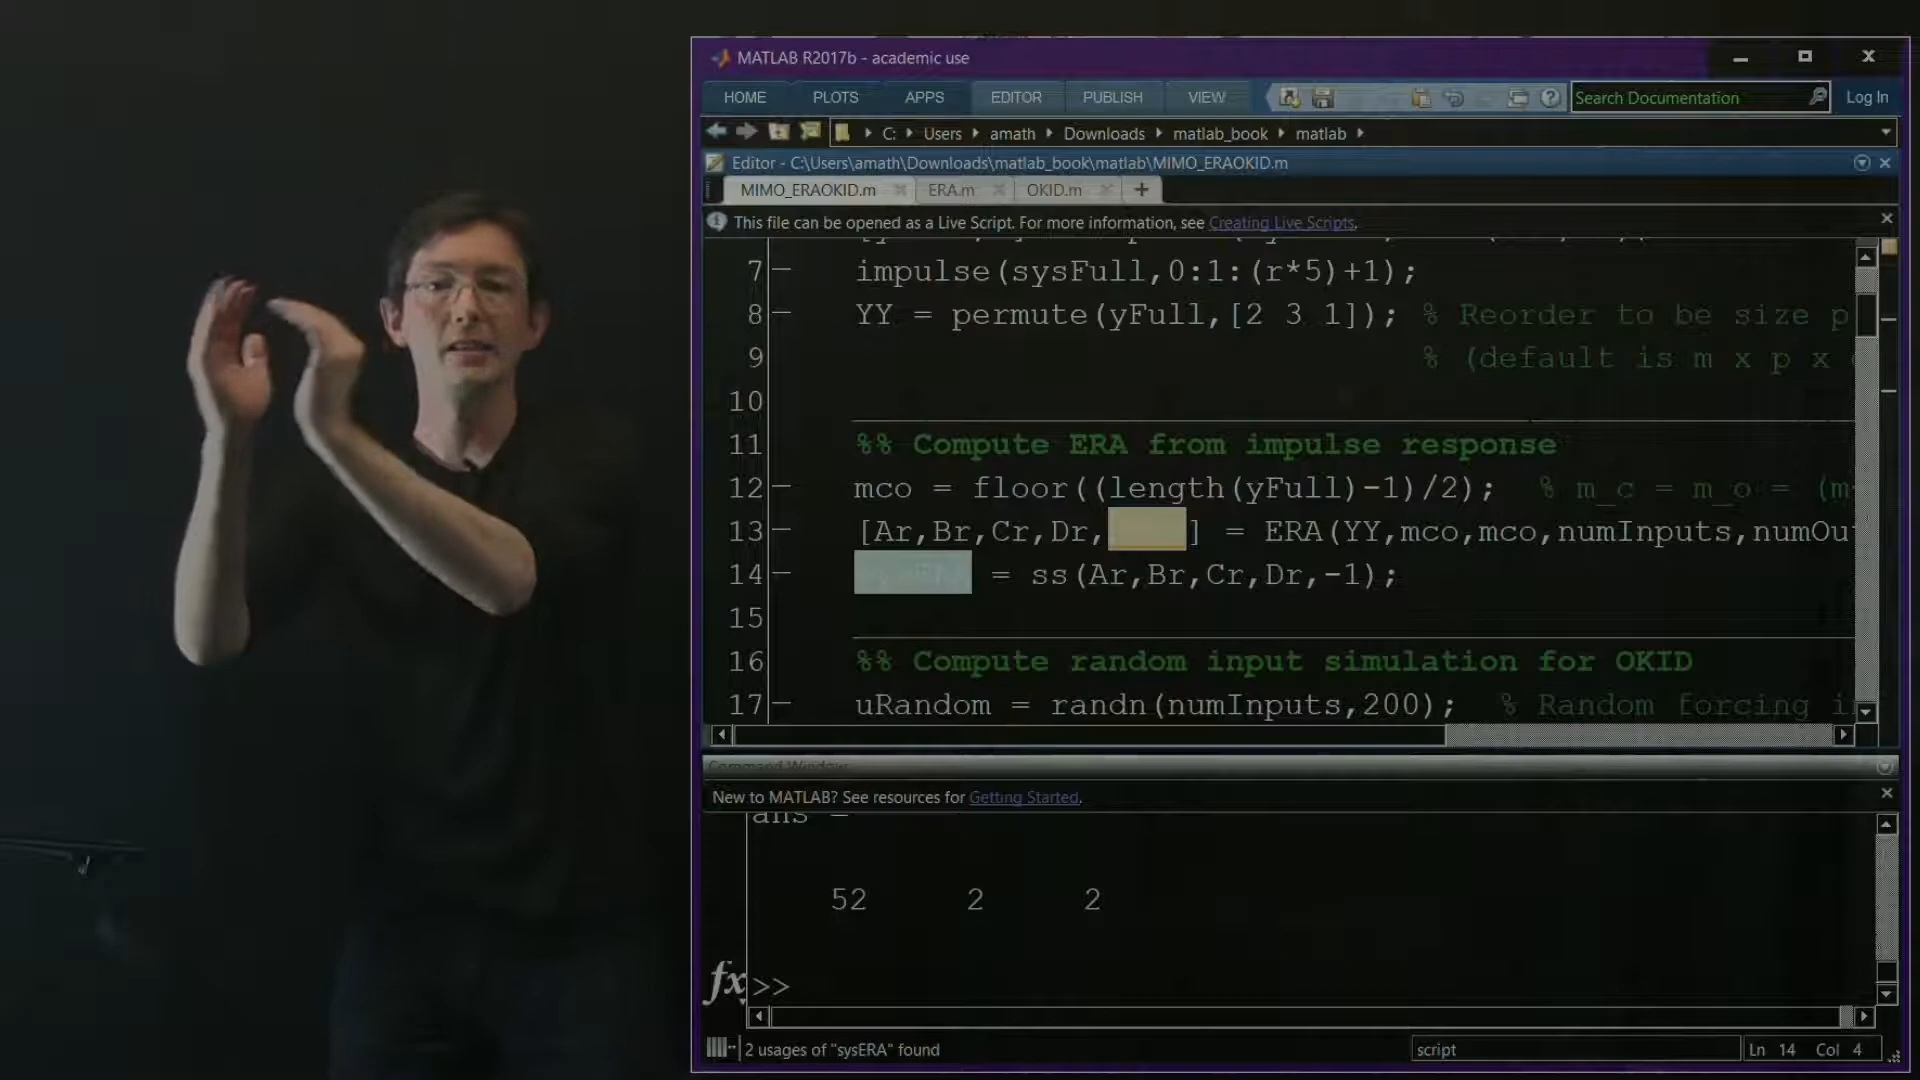 MATLAB R2017b - academic use
HOME PLOTS APPS EDITOR PUBLISH VIEW Search Documentation Log In
C: Users amath Downloads matlab_book matlab
Editor - C:\Users\amath\Downloads\matlab_book\matlab\MIMO_ERAOKID.m
MIMO_ERAOKID.m ERA.m OKID.m +
This file can be opened as a Live Script. For more information, see Creating Live Scripts.
7 impulse(sysFull,0:1:(r*5)+1);
8 YY = permute(yFull,[2 3 1]); % Reorder to be size p
9 % (default is m x p x
10
11 %% Compute ERA from impulse response
12 mco = floor((length(yFull)-1)/2); % m_c = m_o = (m
13 [Ar,Br,Cr,Dr, ] = ERA(YY,mco,mco,numInputs,numOu
14 = ss(Ar,Br,Cr,Dr,-1);
15
16 %% Compute random input simulation for OKID
17 uRandom = randn(numInputs,200); % Random forcing i
Command Window
New to MATLAB? See resources for Getting Started.
ans =
52 2 2
fx >>
2 usages of "sysERA" found script Ln 14 Col 4